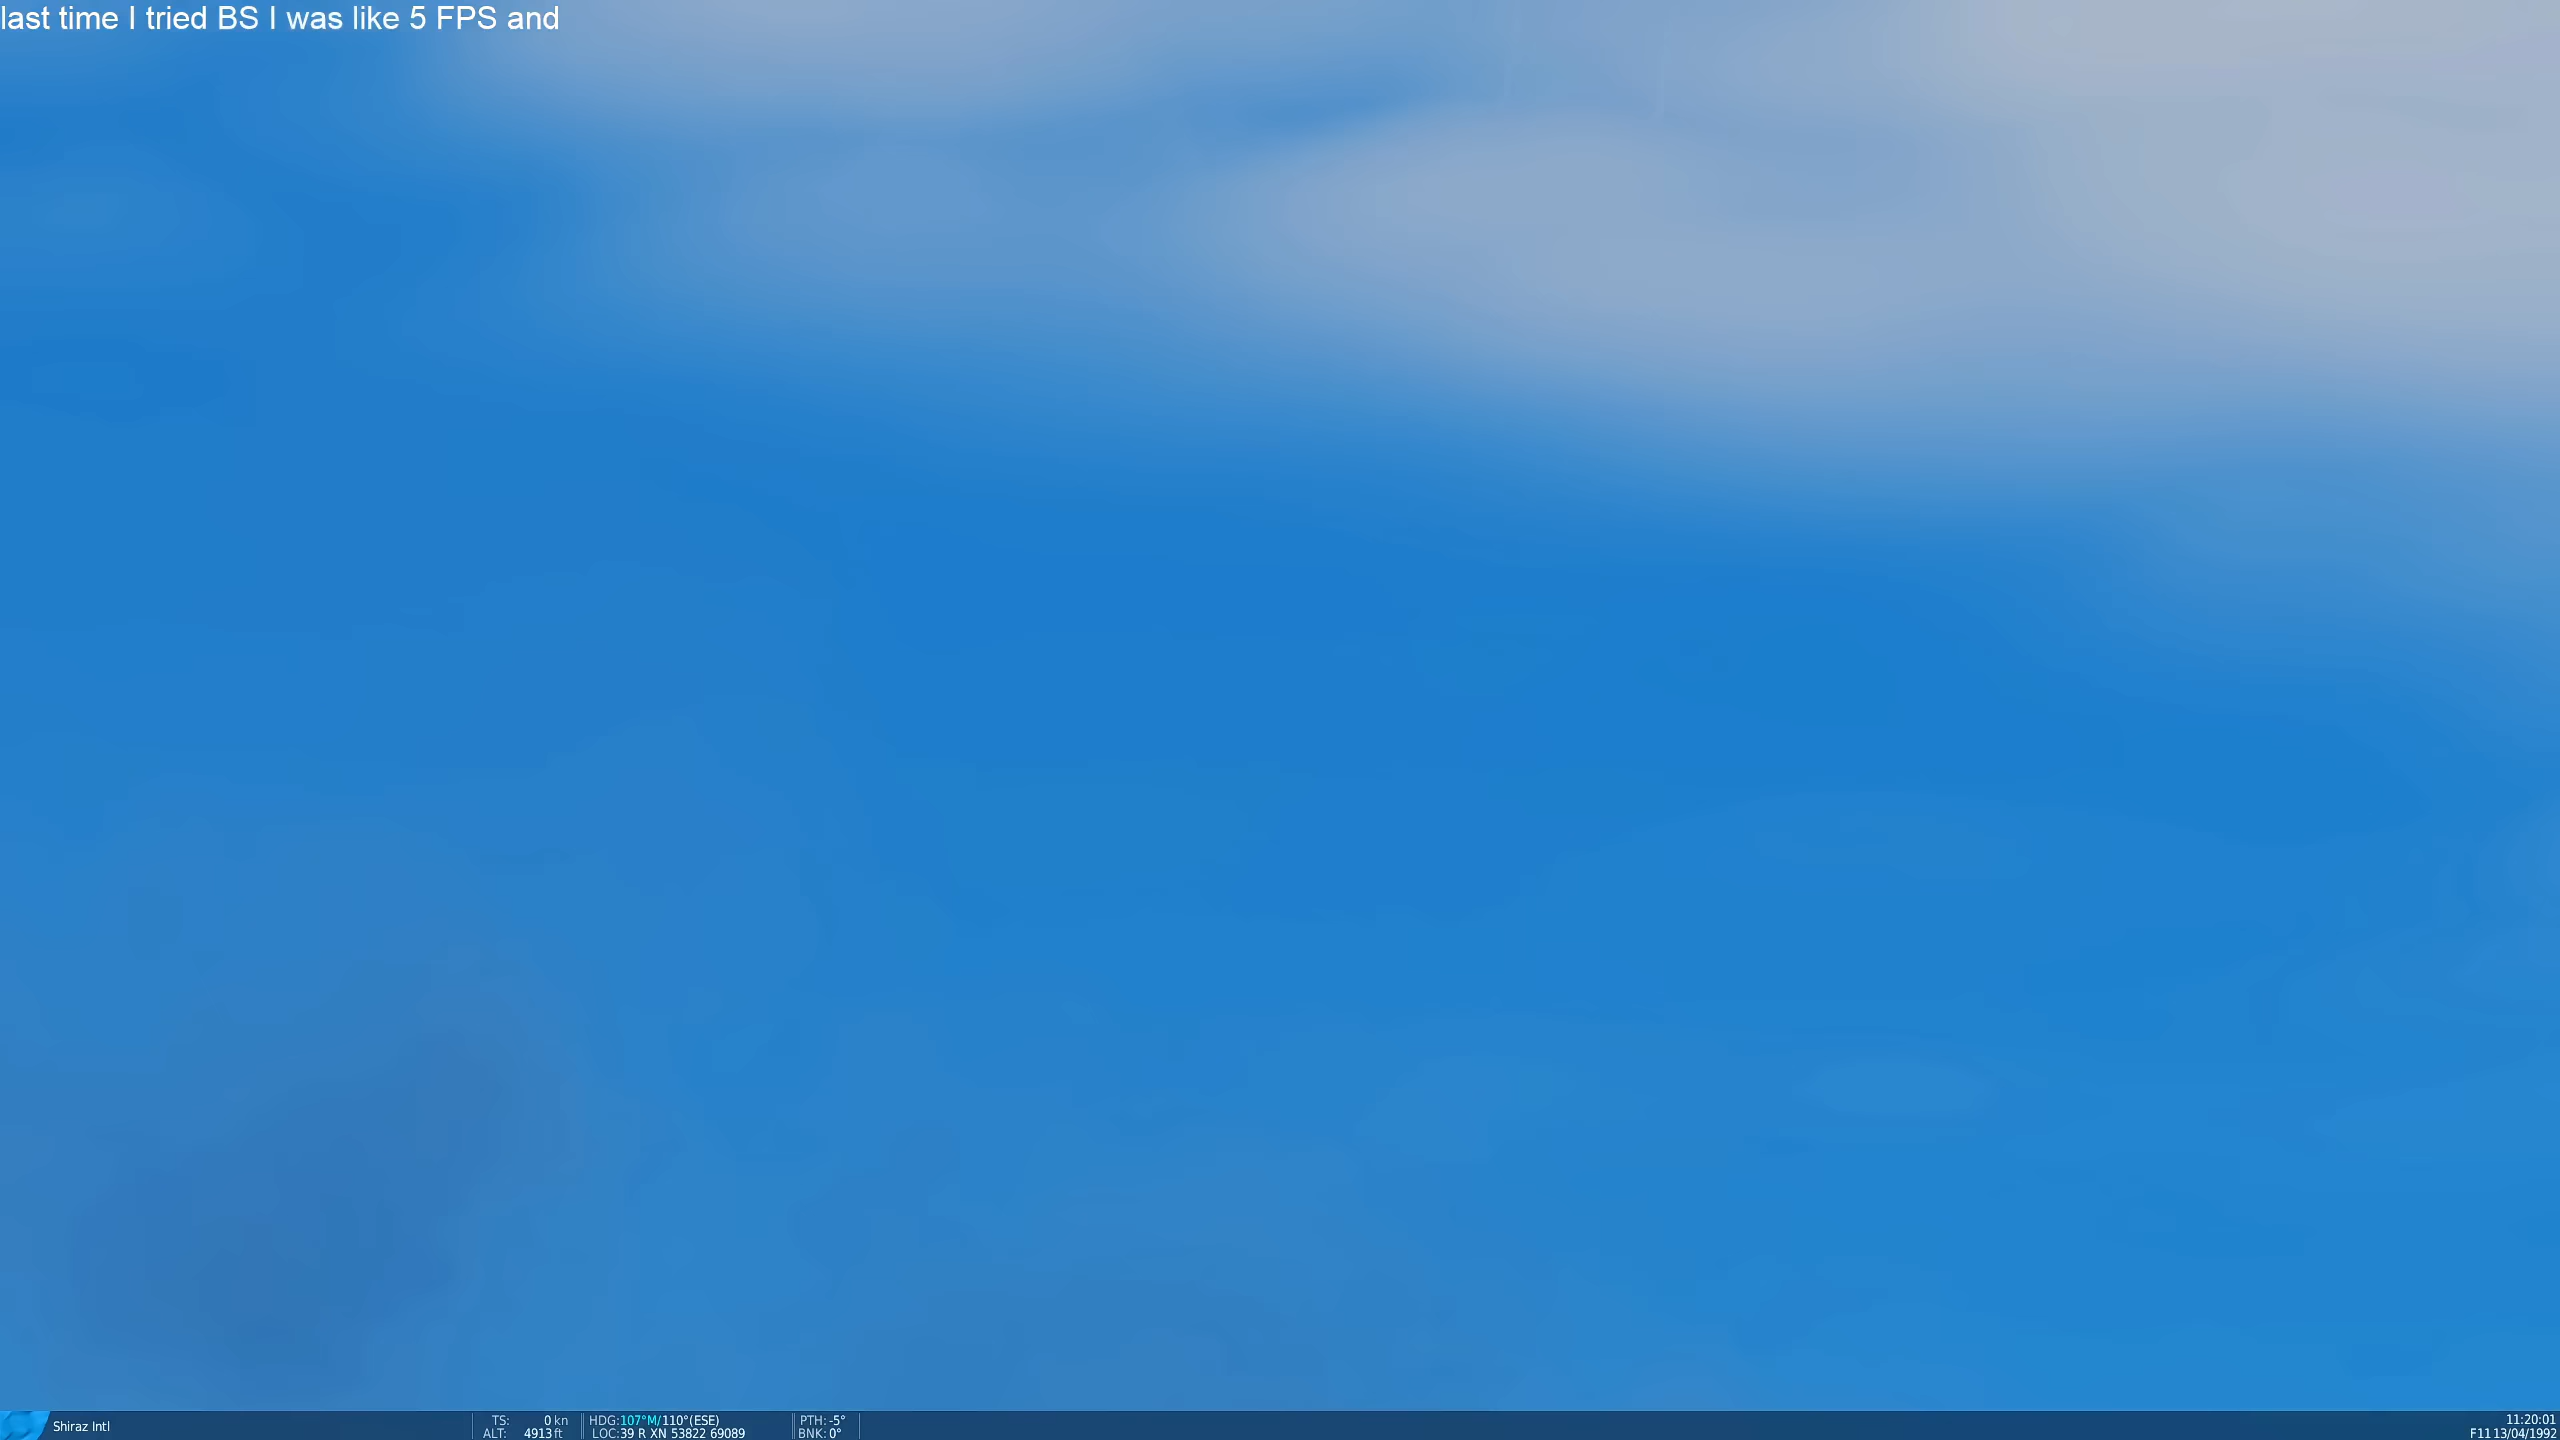 last time I tried BS I was like 5 FPS and
Shiraz Intl
TS: 0 kn
ALT: 4913 ft
HDG:107°M/110°(ESE)
LOC:39 R XN 53822 69089
PTH: -5°
BNK: 0°
11:20:01
F11 13/04/1992